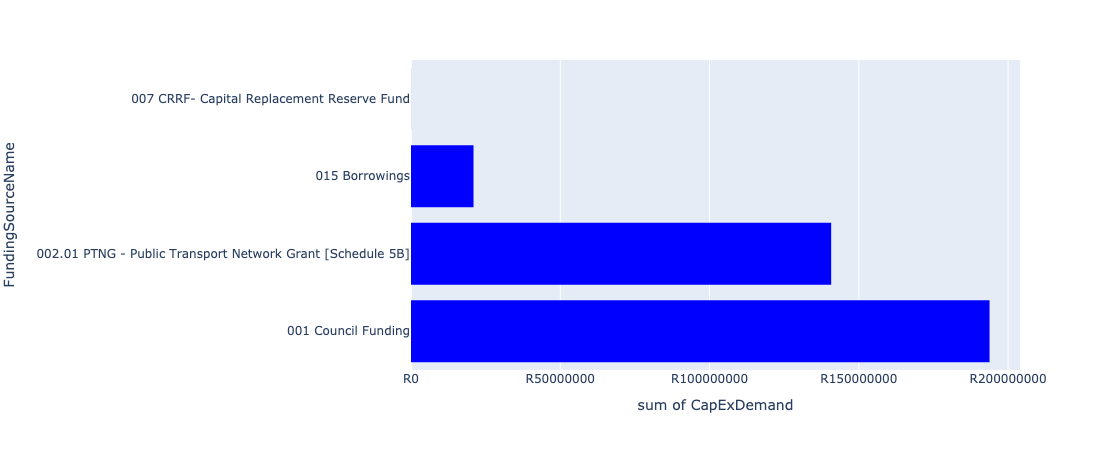 007 CRRF- Capital Replacement Reserve Fund
015 Borrowings
002.01 PTNG - Public Transport Network Grant [Schedule 5B]
001 Council Funding
FundingSourceName
R0
R50000000
R100000000
R150000000
R200000000
sum of CapExDemand